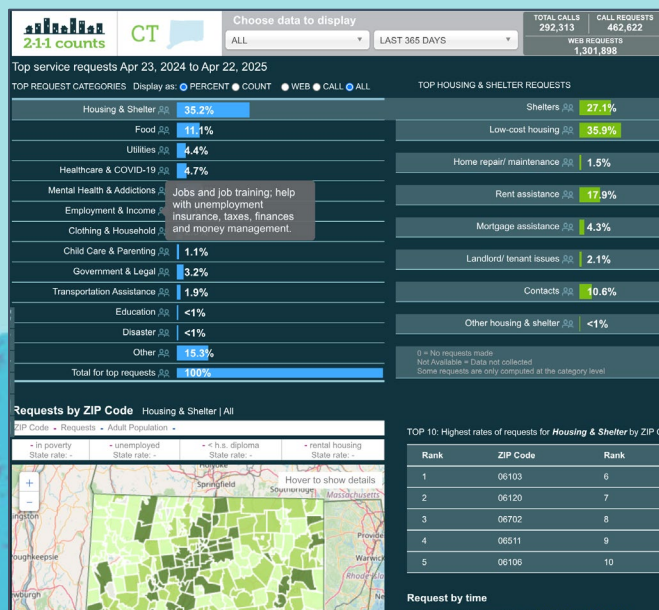 2-1-1 counts
CT
Choose data to display
ALL
LAST 365 DAYS
TOTAL CALLS
292,313
CALL REQUESTS
462,622
WEB REQUESTS
1,301,898
Top service requests Apr 23, 2024 to Apr 22, 2025
TOP REQUEST CATEGORIES Display as: PERCENT COUNT WEB CALL ALL
Housing & Shelter 35.2%
Food 11.1%
Utilities 4.4%
Healthcare & COVID-19 4.7%
Mental Health & Addictions
Employment & Income
Clothing & Household
Jobs and job training; help
with unemployment
insurance, taxes, finances
and money management.
Child Care & Parenting 1.1%
Government & Legal 3.2%
Transportation Assistance 1.9%
Education <1%
Disaster <1%
Other 15.3%
Total for top requests 100%
TOP HOUSING & SHELTER REQUESTS
Shelters 27.1%
Low-cost housing 35.9%
Home repair/ maintenance 1.5%
Rent assistance 17.9%
Mortgage assistance 4.3%
Landlord/ tenant issues 2.1%
Contacts 10.6%
Other housing & shelter <1%
0 = No requests made
Not Available = Data not collected
Some requests are only computed at the category level
Requests by ZIP Code Housing & Shelter | All
ZIP Code - Requests - Adult Population -
- in poverty
State rate: -
- unemployed
State rate: -
- < h.s. diploma
State rate: -
- rental housing
State rate: -
+
−
Hover to show details
Holyoke
Springfield
Southbridge
Massachusetts
ingston
Provide
oughkeepsie
Warwick
Rhode Isla
ewburgh
Ne
TOP 10: Highest rates of requests for Housing & Shelter by ZIP C
Rank ZIP Code Rank
1 06103 6
2 06120 7
3 06702 8
4 06511 9
5 06106 10
Request by time